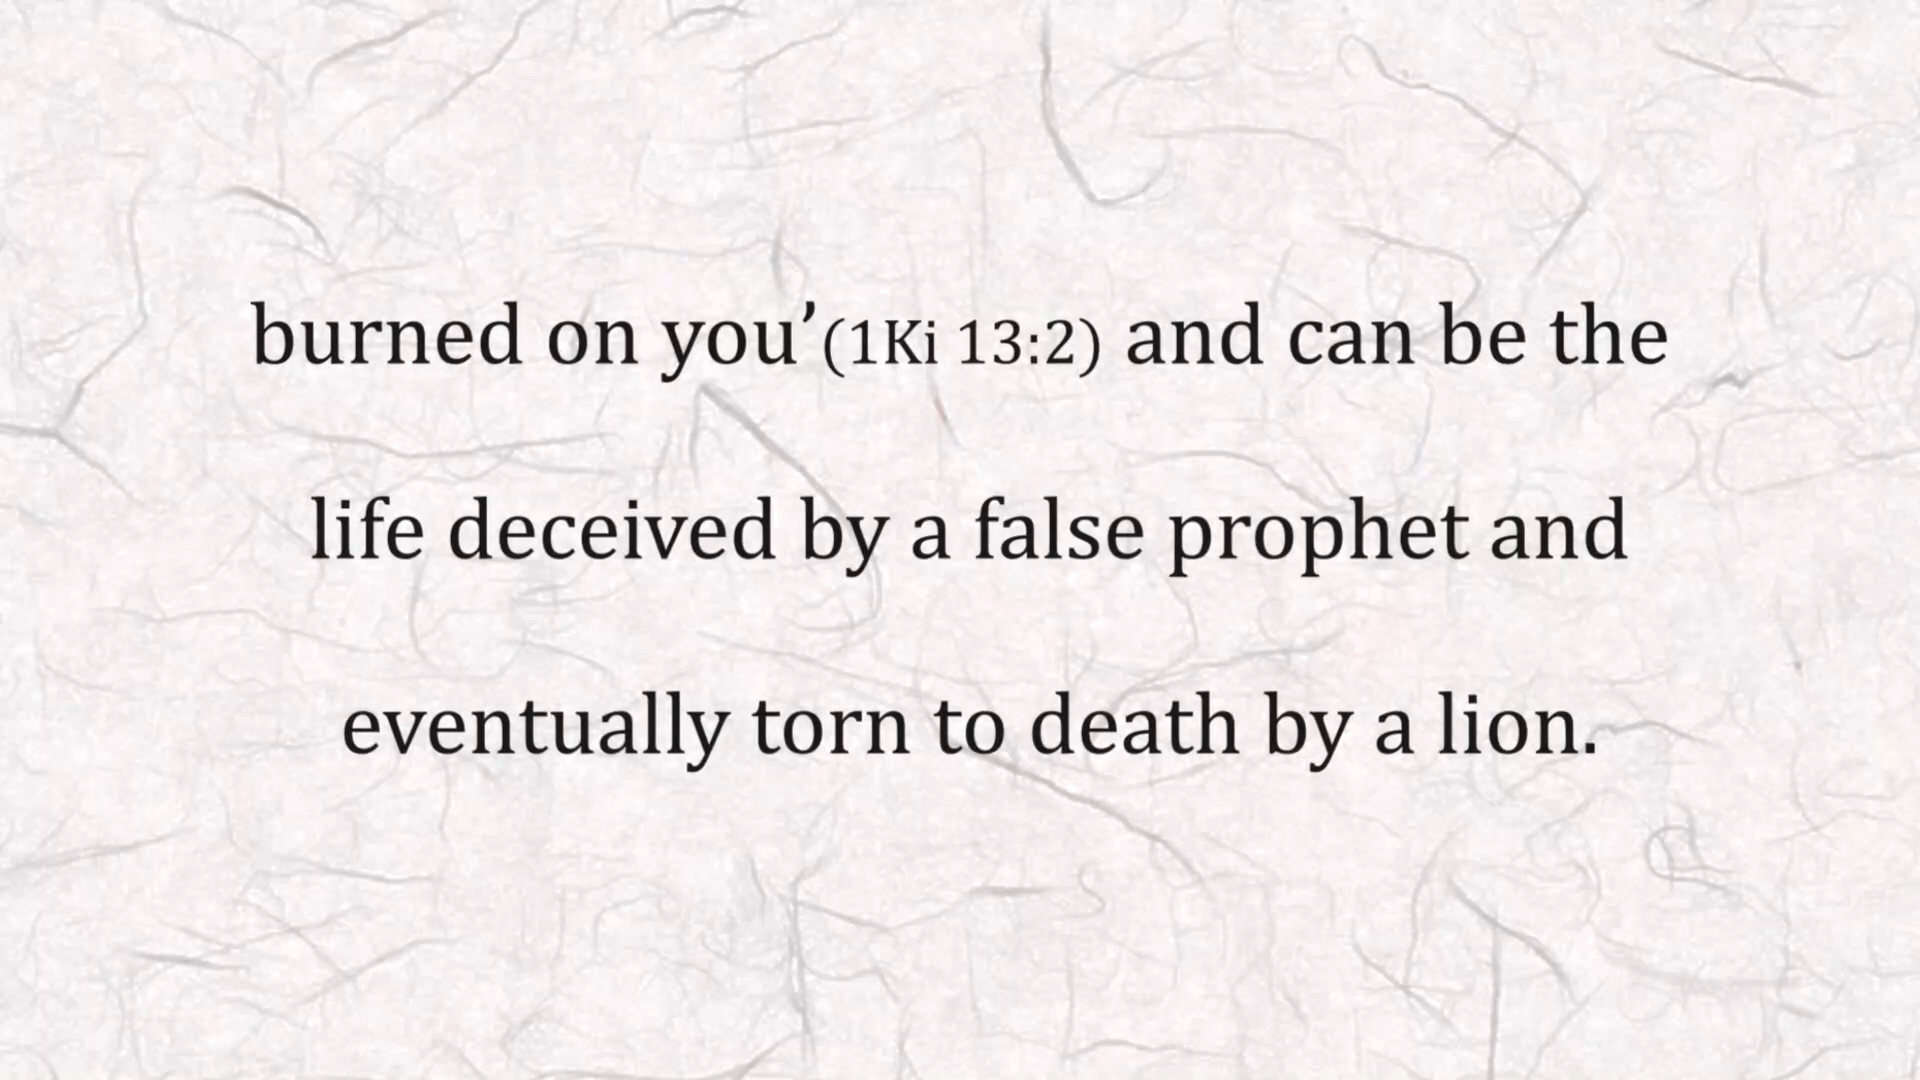 burned on you’(1Ki 13:2) and can be the
life deceived by a false prophet and
eventually torn to death by a lion.